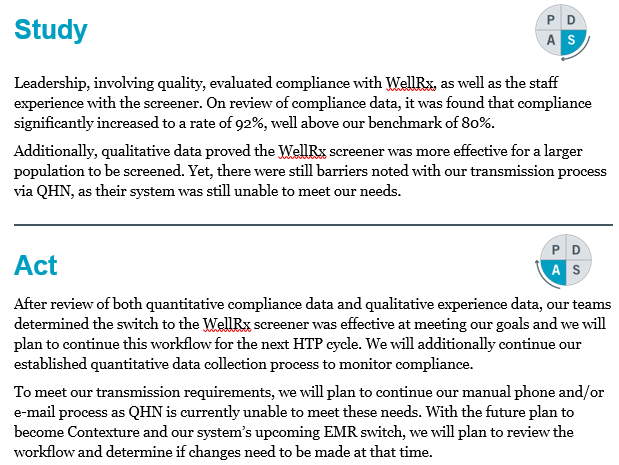 Study
P D
A S
Leadership, involving quality, evaluated compliance with WellRx, as well as the staff
experience with the screener. On review of compliance data, it was found that compliance
significantly increased to a rate of 92%, well above our benchmark of 80%.
Additionally, qualitative data proved the WellRx screener was more effective for a larger
population to be screened. Yet, there were still barriers noted with our transmission process
via QHN, as their system was still unable to meet our needs.
Act
P D
A S
After review of both quantitative compliance data and qualitative experience data, our teams
determined the switch to the WellRx screener was effective at meeting our goals and we will
plan to continue this workflow for the next HTP cycle. We will additionally continue our
established quantitative data collection process to monitor compliance.
To meet our transmission requirements, we will plan to continue our manual phone and/or
e-mail process as QHN is currently unable to meet these needs. With the future plan to
become Contexture and our system's upcoming EMR switch, we will plan to review the
workflow and determine if changes need to be made at that time.